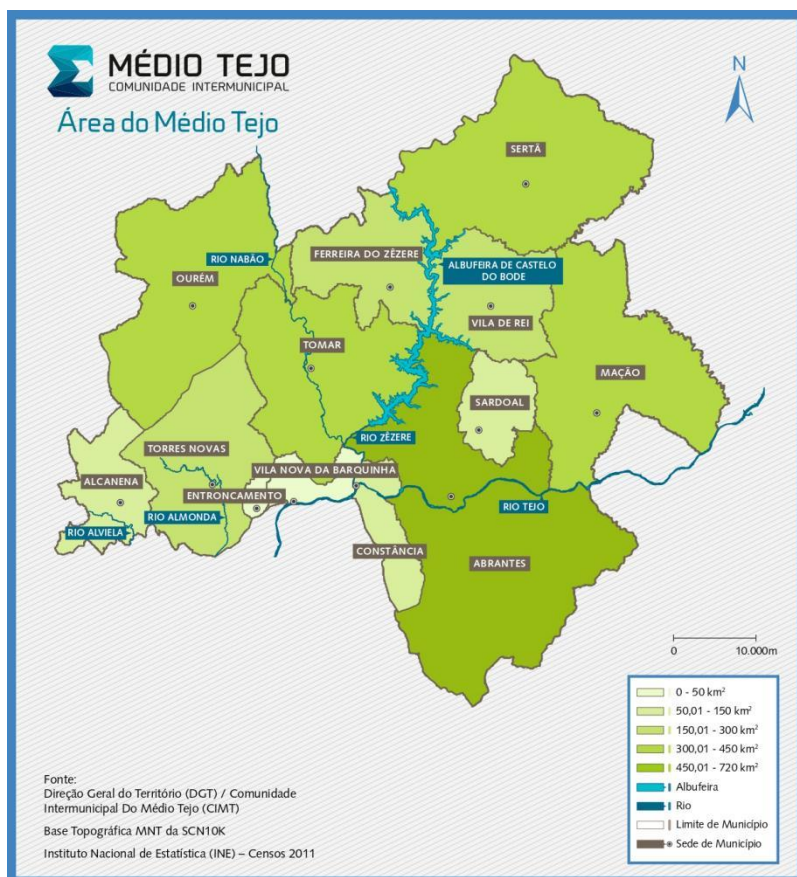 MÉDIO TEJO
COMUNIDADE INTERMUNICIPAL
Área do Médio Tejo
N
SERTÃ
RIO NABÃO
FERREIRA DO ZÊZERE
ALBUFEIRA DE CASTELO
DO BODE
OURÉM
VILA DE REI
TOMAR
MAÇÃO
SARDOAL
RIO ZÊZERE
TORRES NOVAS
VILA NOVA DA BARQUINHA
ALCANENA
ENTRONCAMENTO
RIO TEJO
RIO ALMONDA
RIO ALVIELA
CONSTÂNCIA
ABRANTES
0 10.000m
0 - 50 km²
50,01 - 150 km²
150,01 - 300 km²
300,01 - 450 km²
450,01 - 720 km²
Albufeira
Rio
Limite de Município
Sede de Município
Fonte:
Direção Geral do Território (DGT) / Comunidade
Intermunicipal Do Médio Tejo (CIMT)
Base Topográfica MNT da SCN10K
Instituto Nacional de Estatística (INE) – Censos 2011